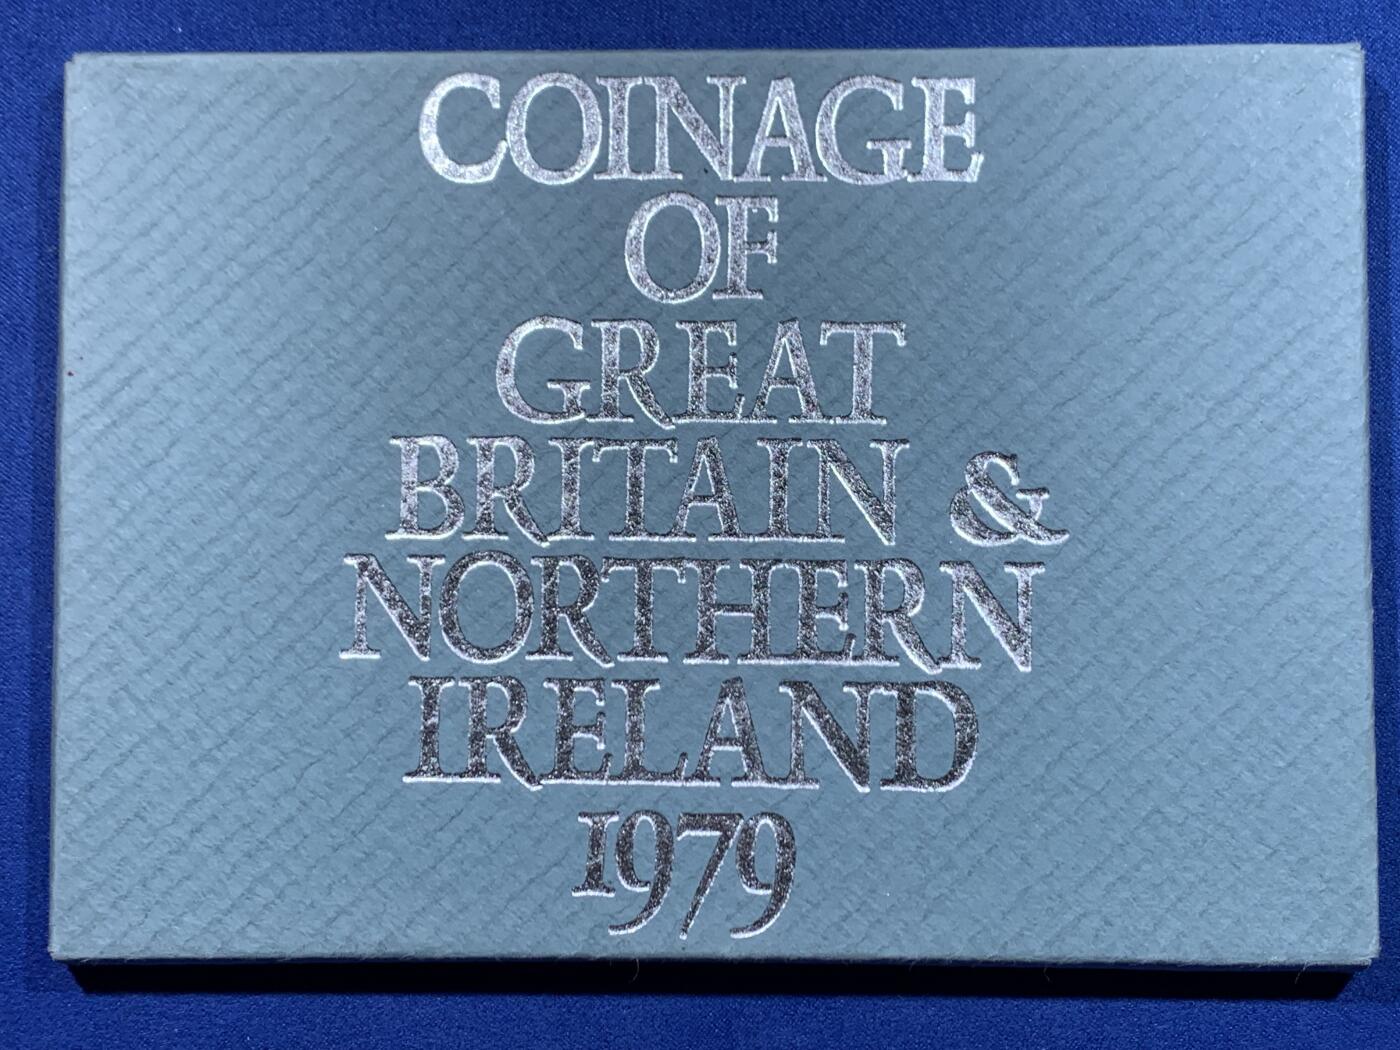 COINAGE
OF
GREAT
BRITAIN &
NORTHERN
IRELAND
1979